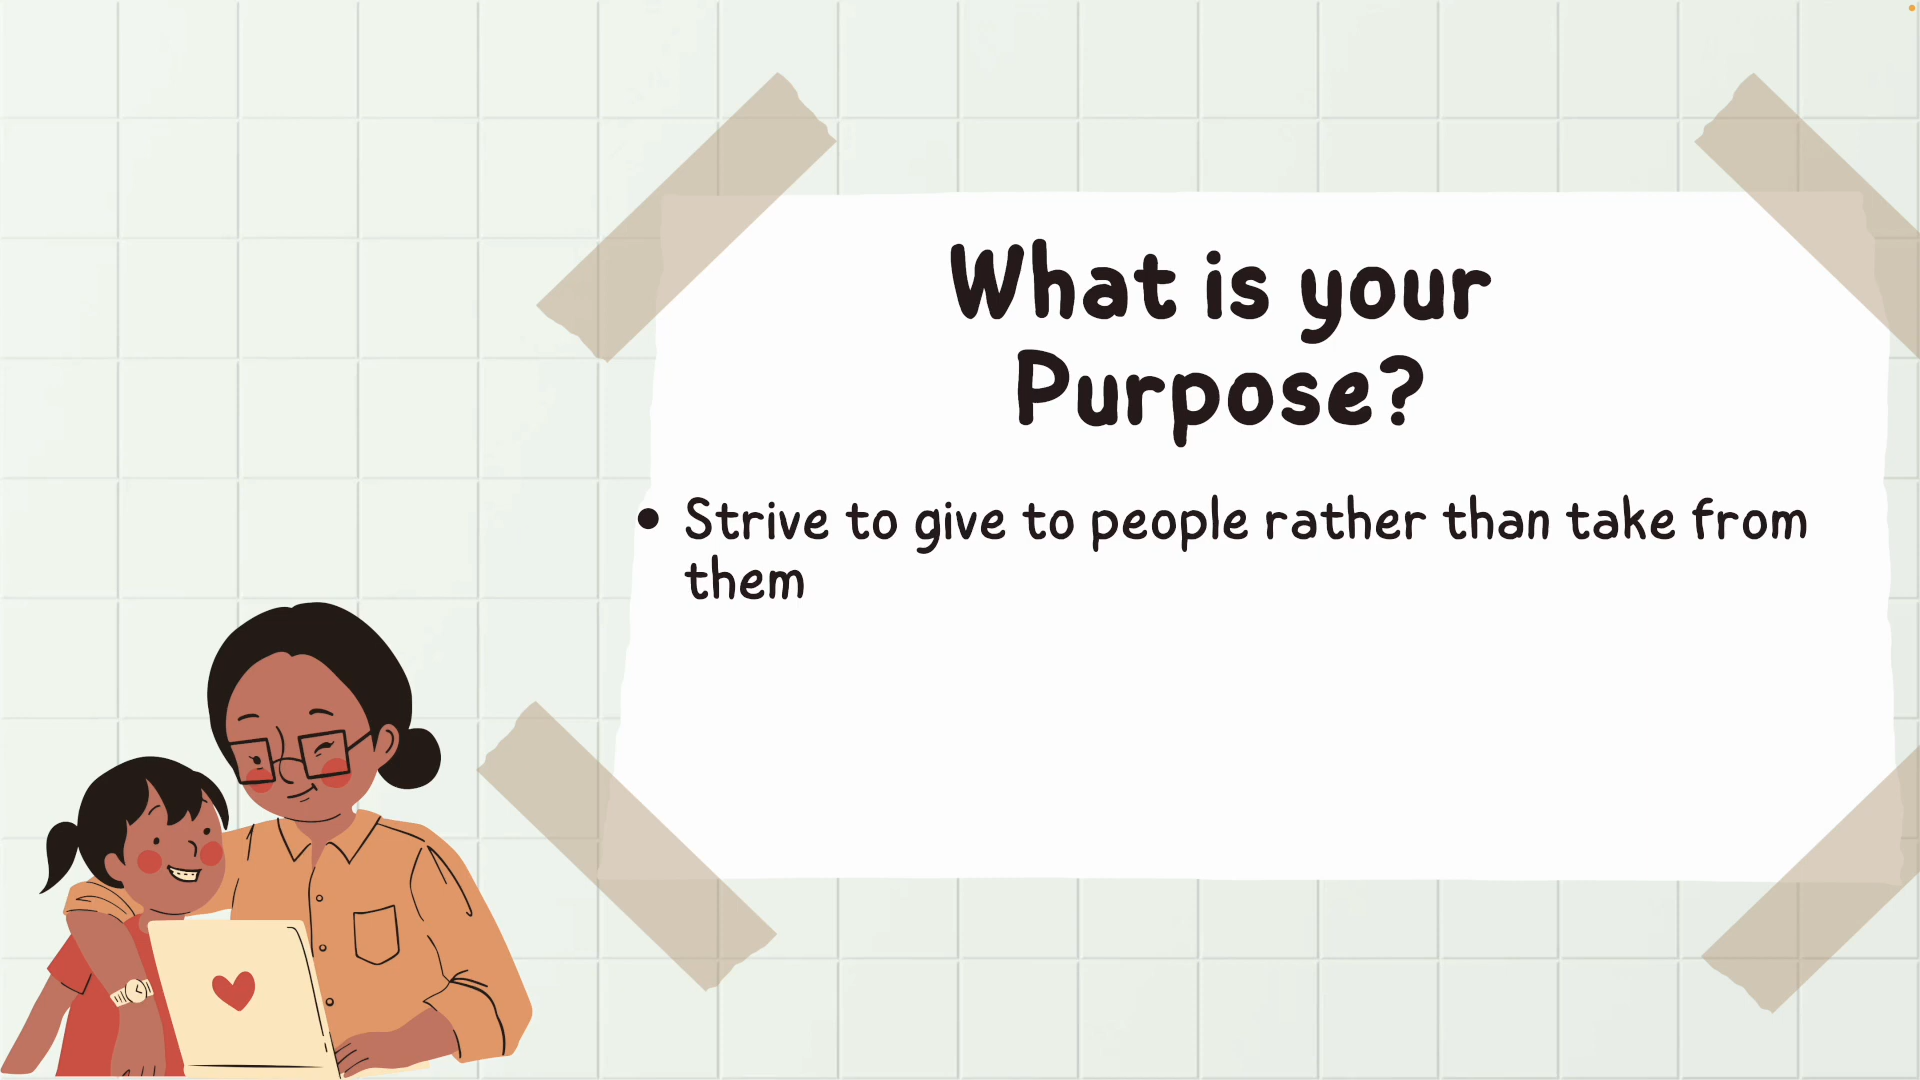 What is your
Purpose?
• Strive to give to people rather than take from
them